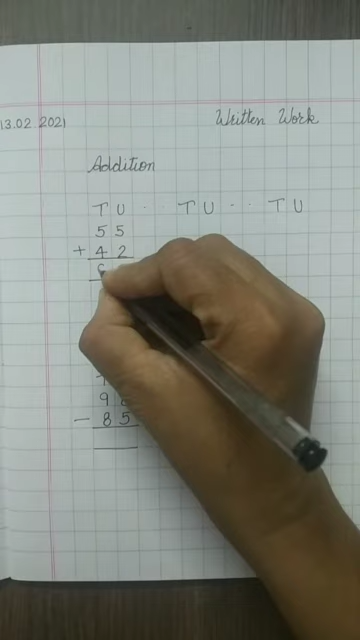 13.02 2021
Written Work
Addition
T U T U T U
5 5
+ 4 2
9
- 8 5